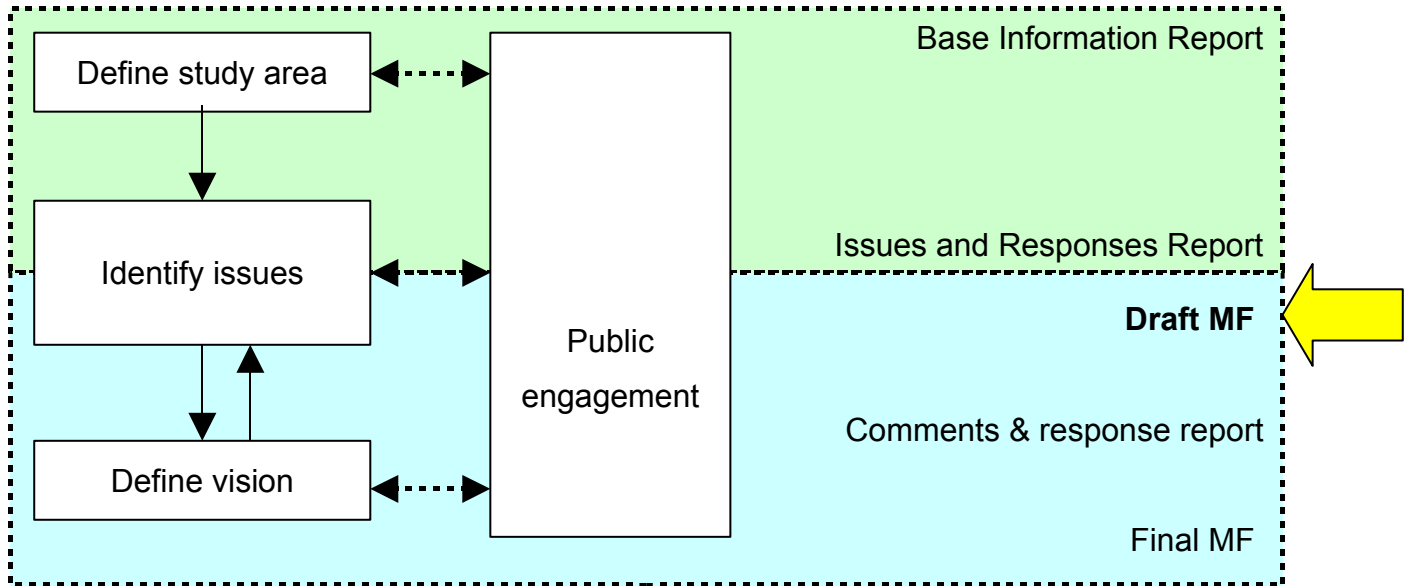 Base Information Report
Define study area
Issues and Responses Report
Identify issues
Draft MF
Public
engagement
Comments & response report
Define vision
Final MF